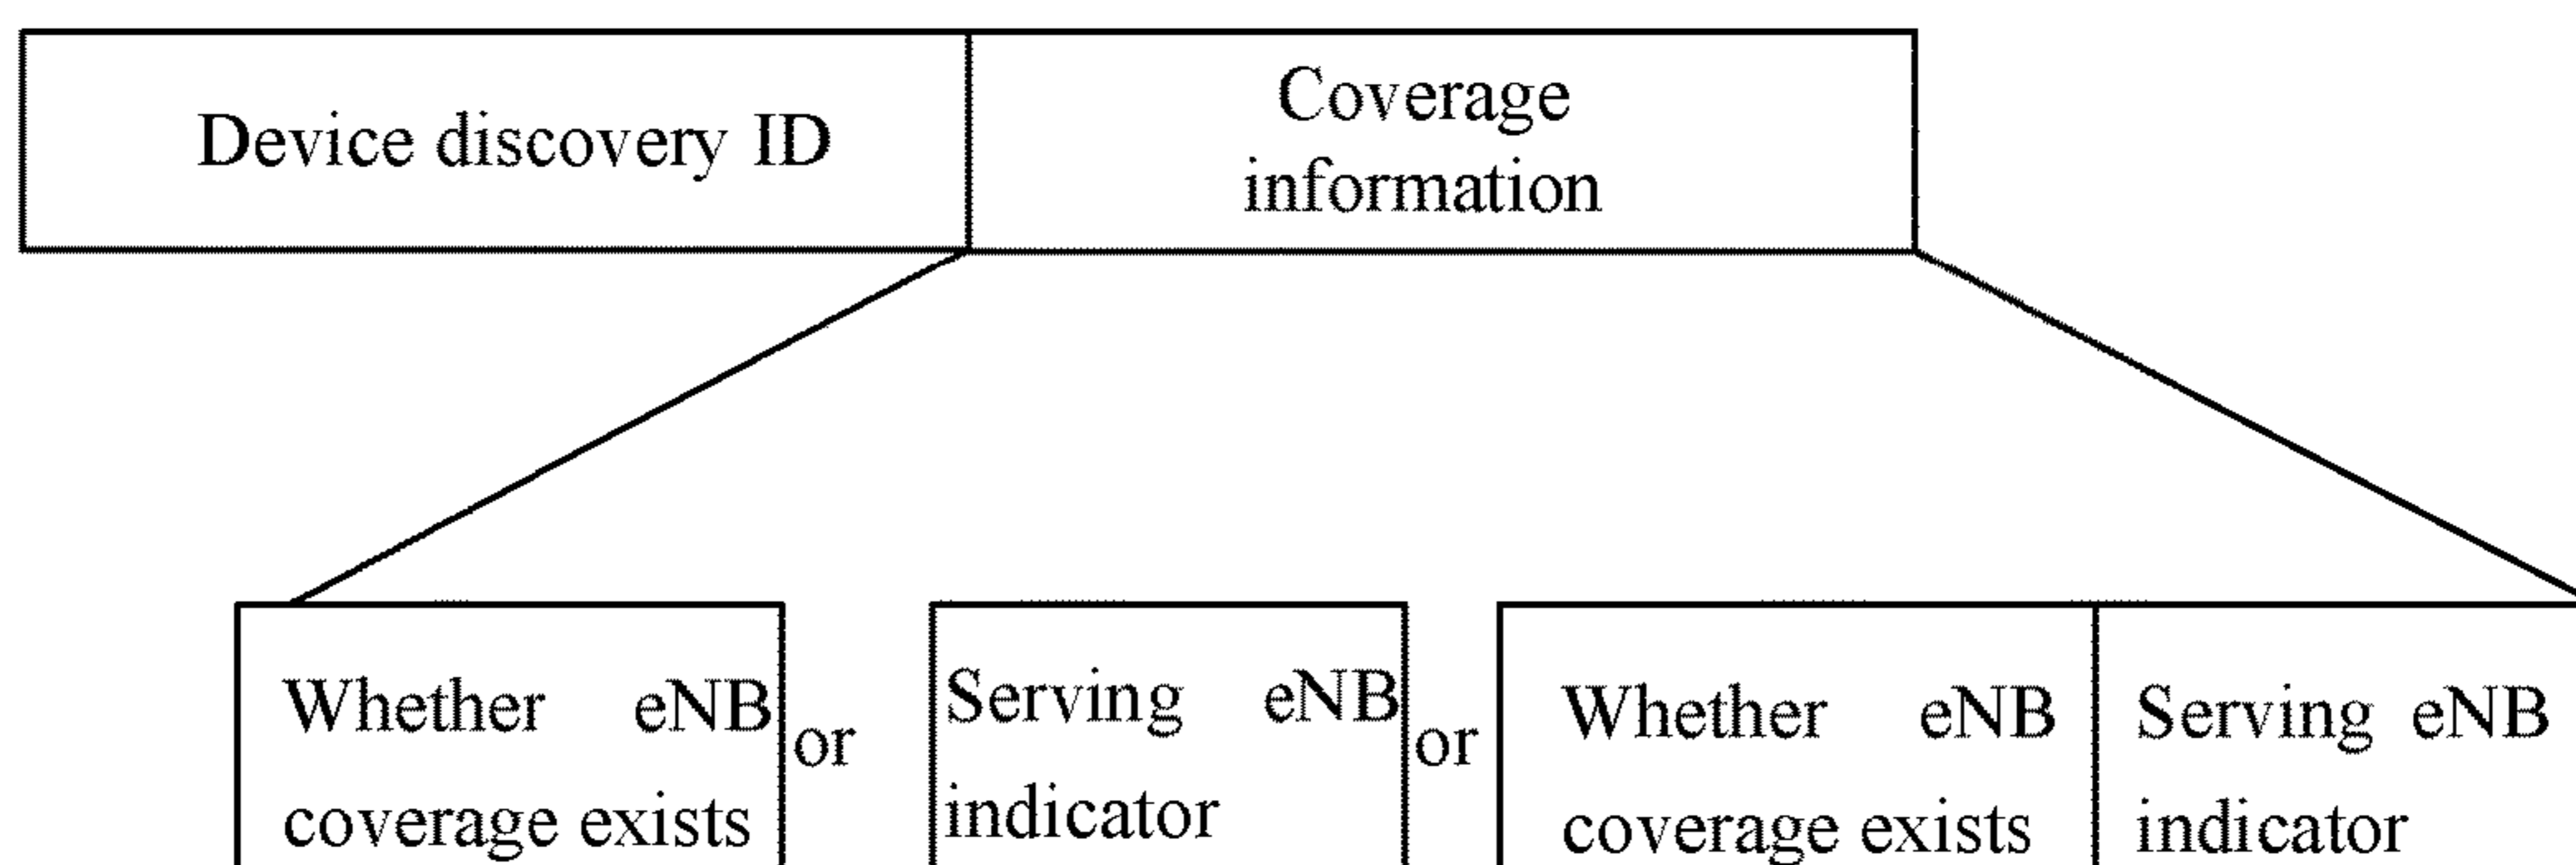 Device discovery ID
Coverage
information
Whether eNB
coverage exists
or
Serving eNB
indicator
or
Whether eNB
coverage exists
Serving eNB
indicator